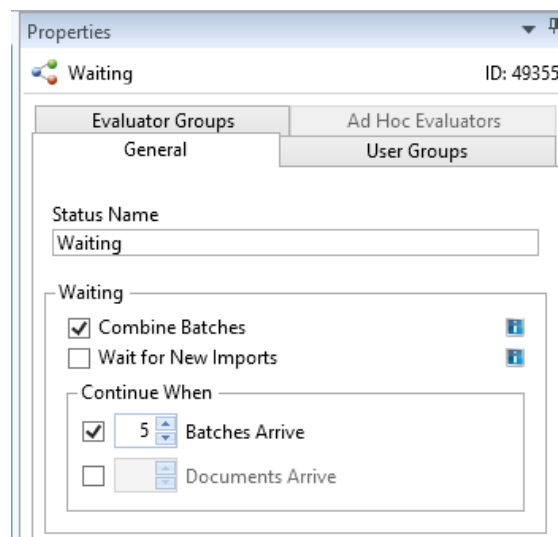 Properties
Waiting ID: 49355
Evaluator Groups Ad Hoc Evaluators
General User Groups
Status Name
Waiting
Waiting
Combine Batches
Wait for New Imports
Continue When
5 Batches Arrive
Documents Arrive